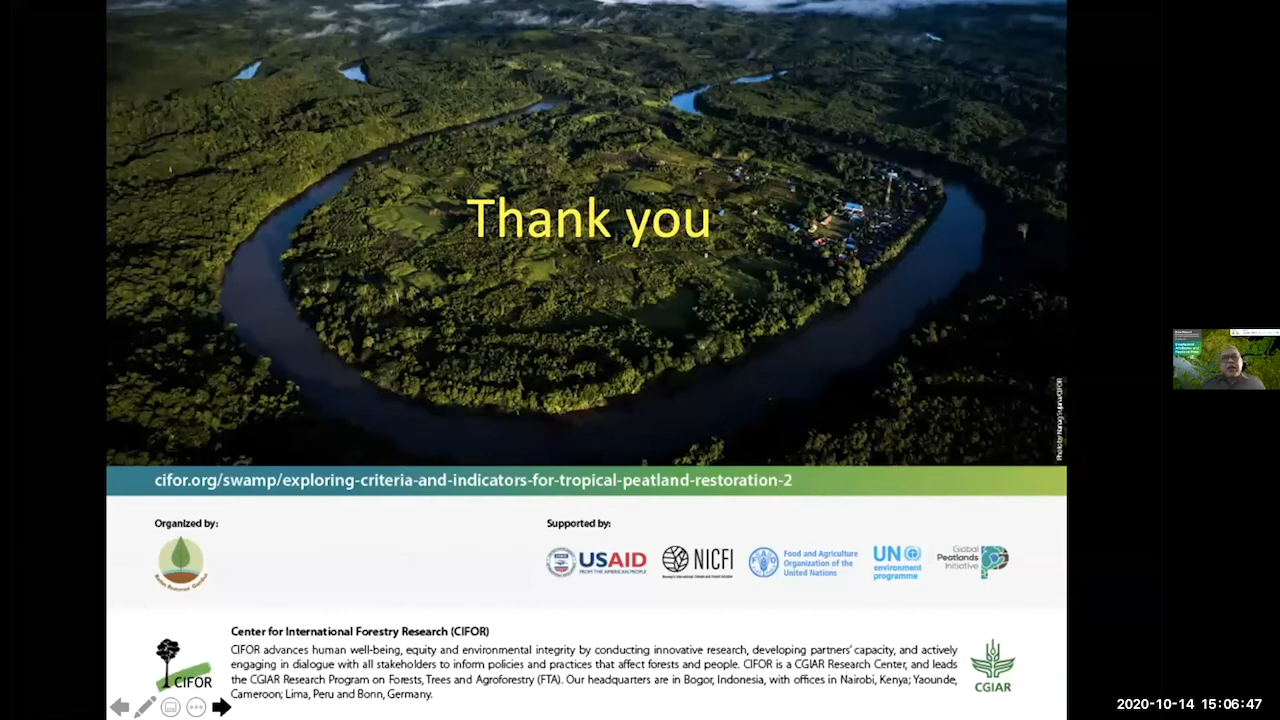 Thank you
cifor.org/swamp/exploring-criteria-and-indicators-for-tropical-peatland-restoration-2
Organized by:
Supported by:
USAID
FROM THE AMERICAN PEOPLE
NICFI
Food and Agriculture
Organization of the
United Nations
UN
environment
programme
Global
Peatlands
Initiative
Center for International Forestry Research (CIFOR)
CIFOR advances human well-being, equity and environmental integrity by conducting innovative research, developing partners' capacity, and actively
engaging in dialogue with all stakeholders to inform policies and practices that affect forests and people. CIFOR is a CGIAR Research Center, and leads
the CGIAR Research Program on Forests, Trees and Agroforestry (FTA). Our headquarters are in Bogor, Indonesia, with offices in Nairobi, Kenya; Yaounde,
Cameroon; Lima, Peru and Bonn, Germany.
CIFOR
CGIAR
2020-10-14 15:06:47